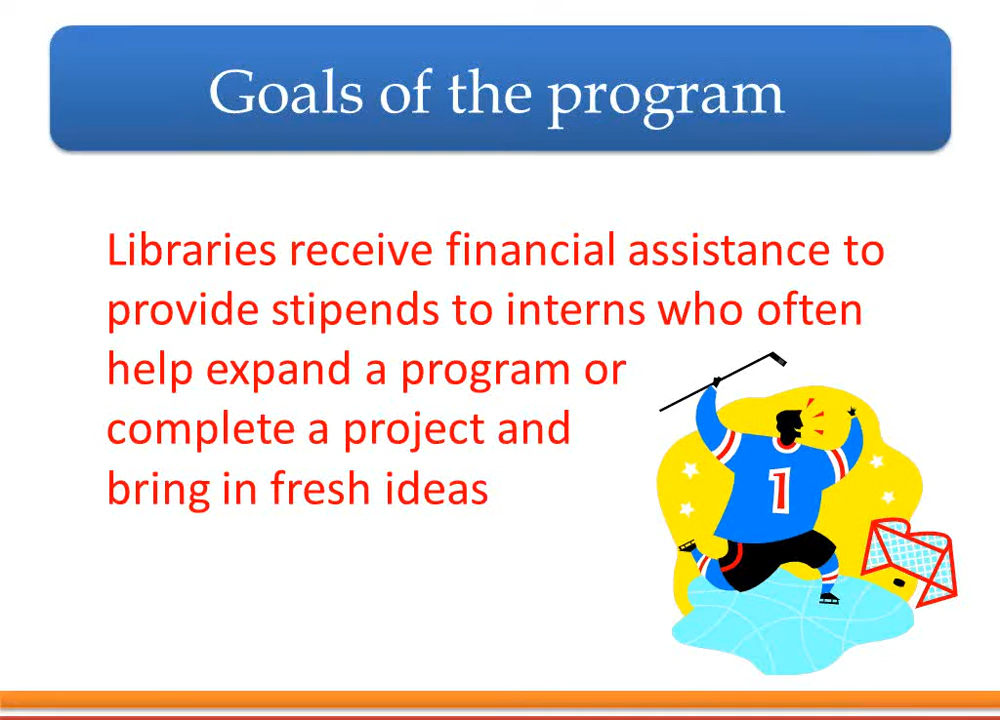 Goals of the program
Libraries receive financial assistance to
provide stipends to interns who often
help expand a program or
complete a project and
bring in fresh ideas
1